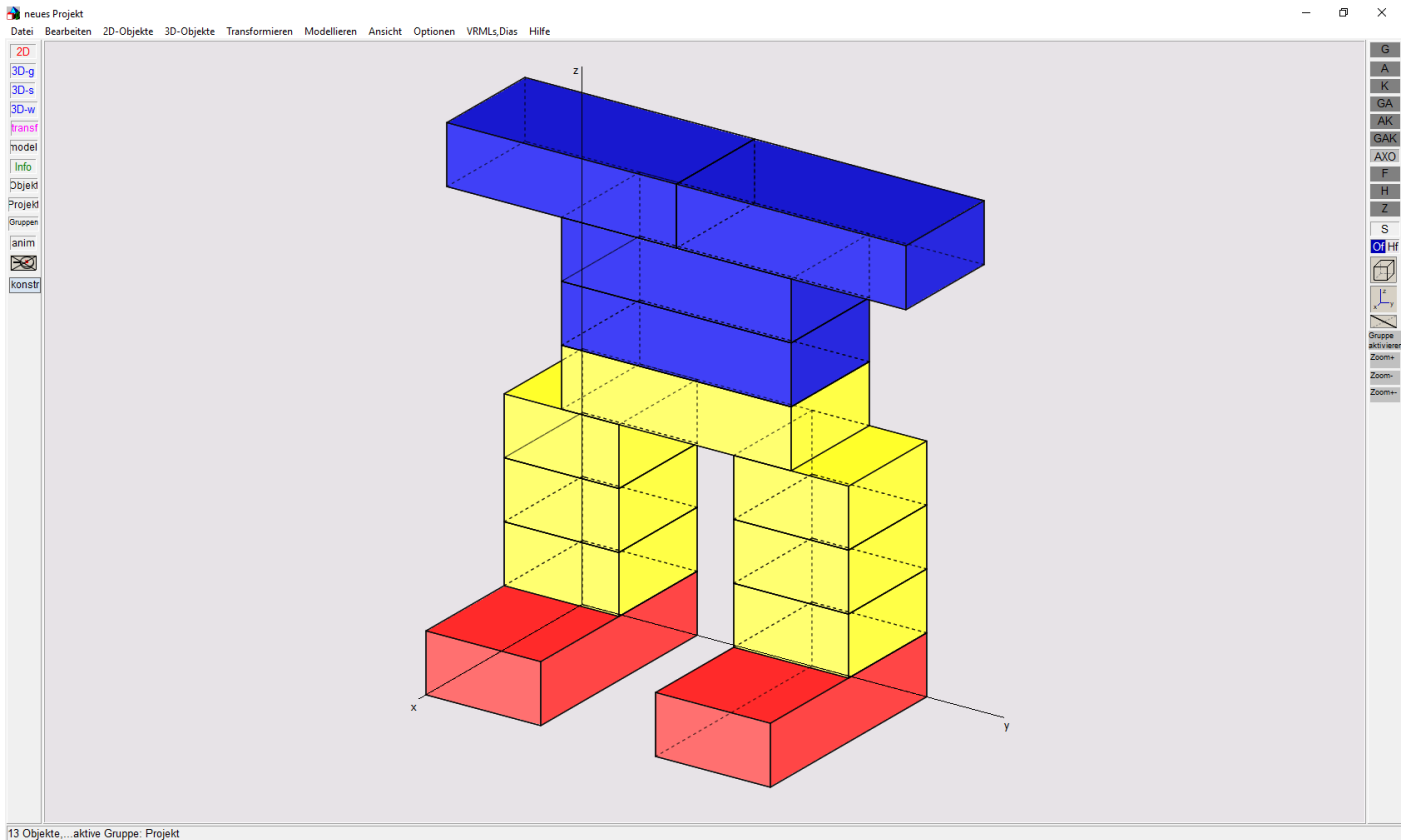 neues Projekt
Datei Bearbeiten 2D-Objekte 3D-Objekte Transformieren Modellieren Ansicht Optionen VRMLs,Dias Hilfe
2D
3D-g
3D-s
3D-w
transf
model
Info
Objekt
Projekt
Gruppen
anim
konstr
z
x
y
G
A
K
GA
AK
GAK
AXO
F
H
Z
S
Of Hf
z
x y
Gruppe
aktivieren
Zoom+
Zoom-
Zoom+-
13 Objekte,...aktive Gruppe: Projekt